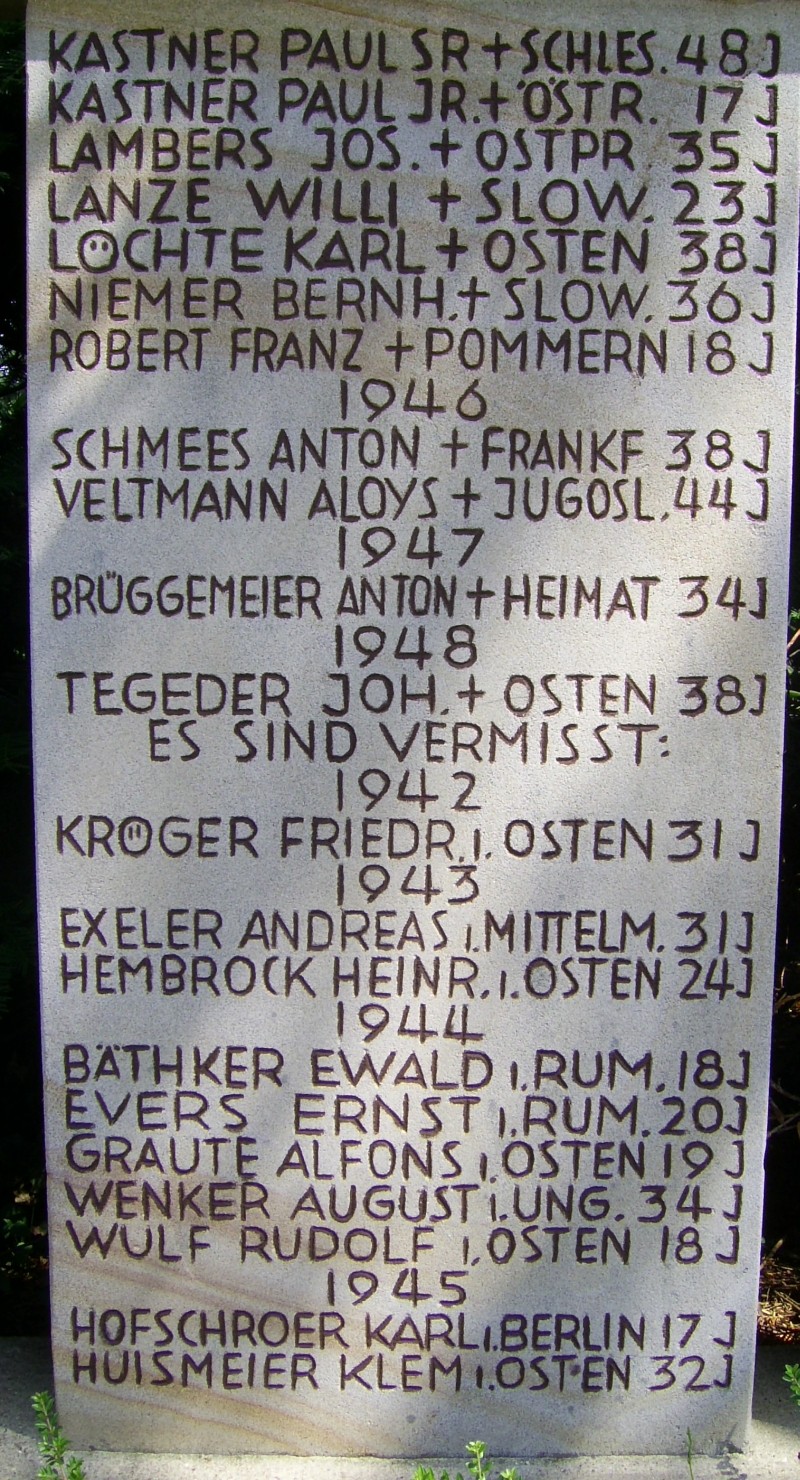 KASTNER PAUL SR + SCHLES. 48 J
KASTNER PAUL JR. + ÖSTR. 17 J
LAMBERS JOS. + OSTPR 35 J
LANZE WILLI + SLOW. 23 J
LÖCHTE KARL + OSTEN 38 J
NIEMER BERNH. + SLOW. 36 J
ROBERT FRANZ + POMMERN 18 J
1946
SCHMEES ANTON + FRANKF 38 J
VELTMANN ALOYS + JUGOSL. 44 J
1947
BRÜGGEMEIER ANTON + HEIMAT 34 J
1948
TEGEDER JOH. + OSTEN 38 J
ES SIND VERMISST:
1942
KRÖGER FRIEDR. i. OSTEN 31 J
1943
EXELER ANDREAS i. MITTELM. 31 J
HEMBROCK HEINR. i. OSTEN 24 J
1944
BÄTHKER EWALD i. RUM. 18 J
EVERS ERNST i. RUM. 20 J
GRAUTE ALFONS i. OSTEN 19 J
WENKER AUGUST i. UNG. 34 J
WULF RUDOLF i. OSTEN 18 J
1945
HOFSCHROER KARL i. BERLIN 17 J
HUISMEIER KLEM i. OSTEN 32 J